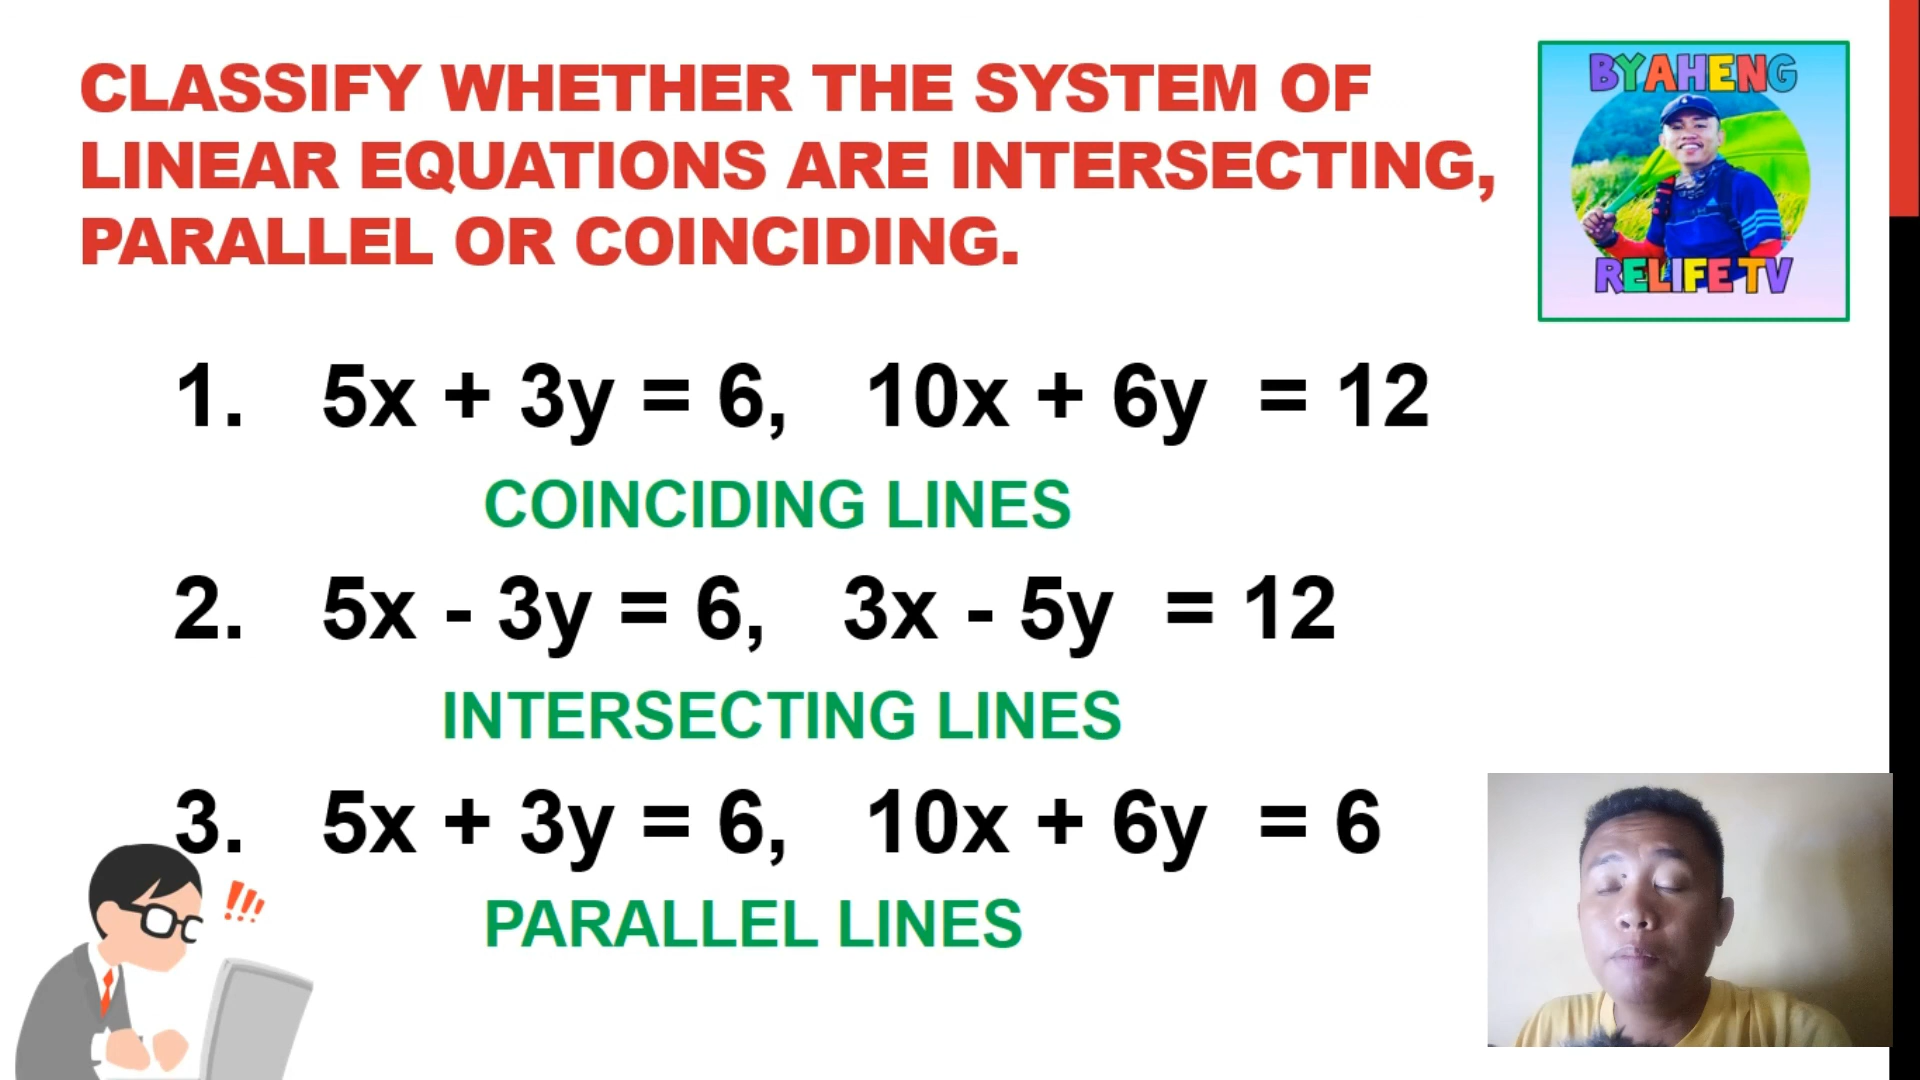 CLASSIFY WHETHER THE SYSTEM OF
LINEAR EQUATIONS ARE INTERSECTING,
PARALLEL OR COINCIDING.
BYAHENG
RELIFE TV
1. 5x + 3y = 6, 10x + 6y = 12
COINCIDING LINES
2. 5x - 3y = 6, 3x - 5y = 12
INTERSECTING LINES
3. 5x + 3y = 6, 10x + 6y = 6
!!!
PARALLEL LINES